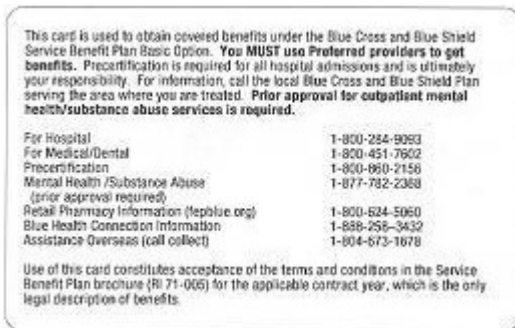 This card is used to obtain covered benefits under the Blue Cross and Blue Shield
Service Benefit Plan Basic Option. You MUST use Preferred providers to get
benefits. Precertification is required for all hospital admissions and is ultimately
your responsibility. For information, call the local Blue Cross and Blue Shield Plan
serving the area where you are treated. Prior approval for outpatient mental
health/substance abuse services is required.
For Hospital 1-800-284-9093
For Medical/Dental 1-800-451-7602
Precertification 1-800-860-2156
Mental Health /Substance Abuse 1-877-782-2368
(prior approval required)
Retail Pharmacy Information (fepblue.org) 1-800-624-5060
Blue Health Connection Information 1-888-258-3432
Assistance Overseas (call collect) 1-804-673-1678
Use of this card constitutes acceptance of the terms and conditions in the Service
Benefit Plan brochure (RI 71-005) for the applicable contract year, which is the only
legal description of benefits.